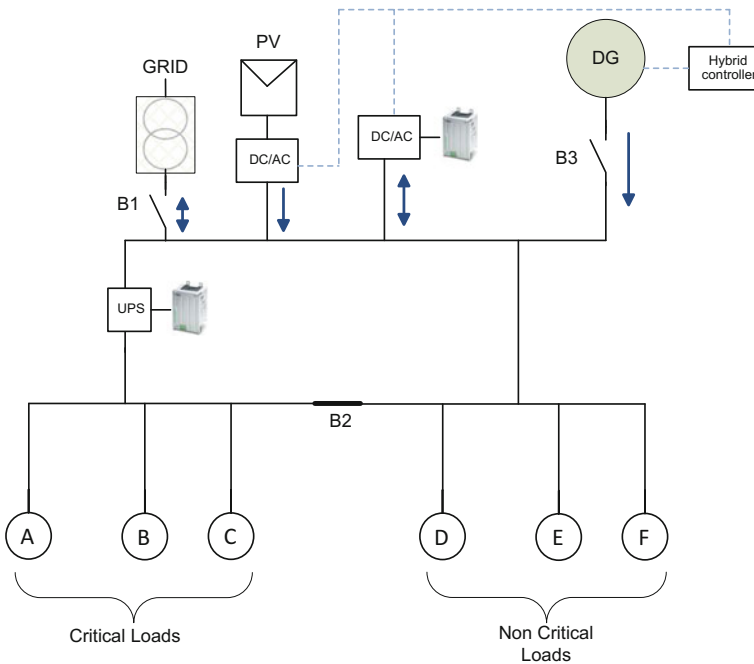 PV
GRID
DG
Hybrid
controller
DC/AC
DC/AC
B3
B1
UPS
B2
A
B
C
D
E
F
Critical Loads
Non Critical
Loads